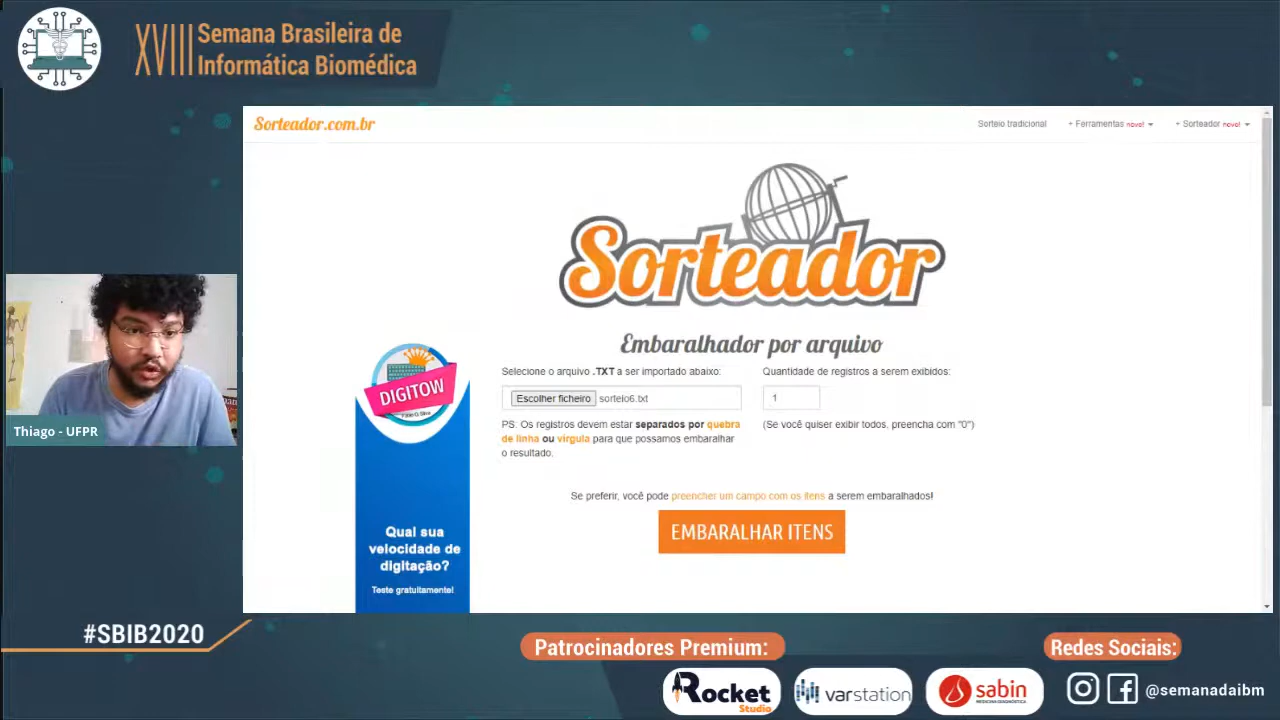 XVIII Semana Brasileira de
Informática Biomédica
Sorteador.com.br
Sorteio tradicional
+ Ferramentas novo!
+ Sorteador novo!
Sorteador
Embaralhador por arquivo
Selecione o arquivo .TXT a ser importado abaixo:
Quantidade de registros a serem exibidos:
Escolher ficheiro sorteio6.txt
1
PS: Os registros devem estar separados por quebra
de linha ou vírgula para que possamos embaralhar
o resultado.
(Se você quiser exibir todos, preencha com "0")
Se preferir, você pode preencher um campo com os itens a serem embaralhados!
EMBARALHAR ITENS
DIGITOW
Qual sua
velocidade de
digitação?
Teste gratuitamente!
Thiago - UFPR
#SBIB2020
Patrocinadores Premium:
Rocket
Studio
varstation
sabin
MEDICINA DIAGNÓSTICA
Redes Sociais:
@semanadaibm